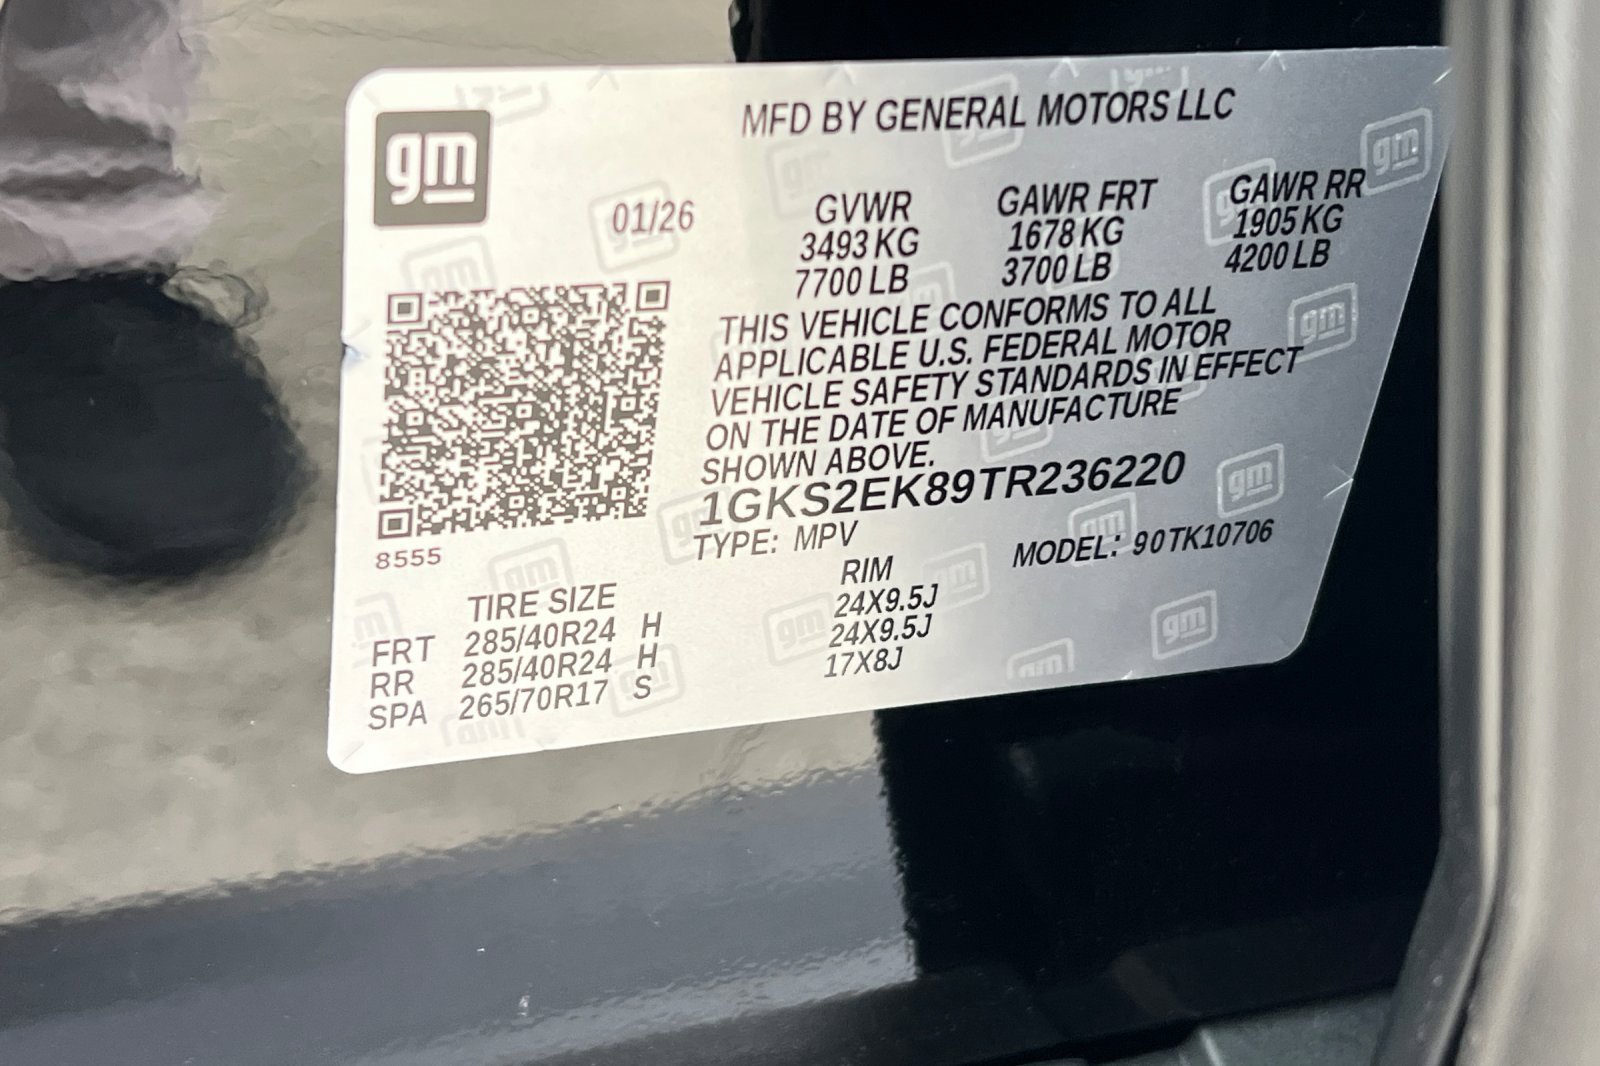 gm
MFD BY GENERAL MOTORS LLC
01/26
GVWR GAWR FRT GAWR RR
3493 KG 1678 KG 1905 KG
7700 LB 3700 LB 4200 LB
THIS VEHICLE CONFORMS TO ALL
APPLICABLE U.S. FEDERAL MOTOR
VEHICLE SAFETY STANDARDS IN EFFECT
ON THE DATE OF MANUFACTURE
SHOWN ABOVE.
1GKS2EK89TR236220
8555
TYPE: MPV MODEL: 90TK10706
TIRE SIZE RIM
FRT 285/40R24 H 24X9.5J
RR 285/40R24 H 24X9.5J
SPA 265/70R17 S 17X8J